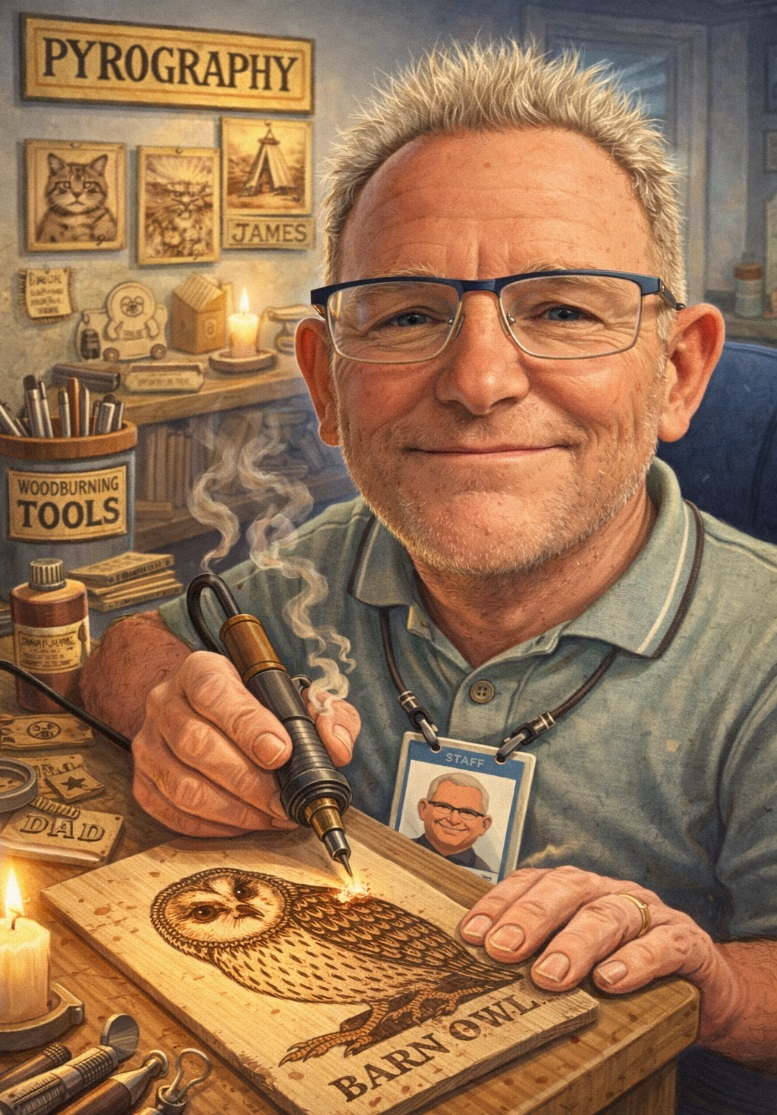 PYROGRAPHY
JAMES
WOODBURNING
TOOLS
STAFF
DAD
BARN OWL